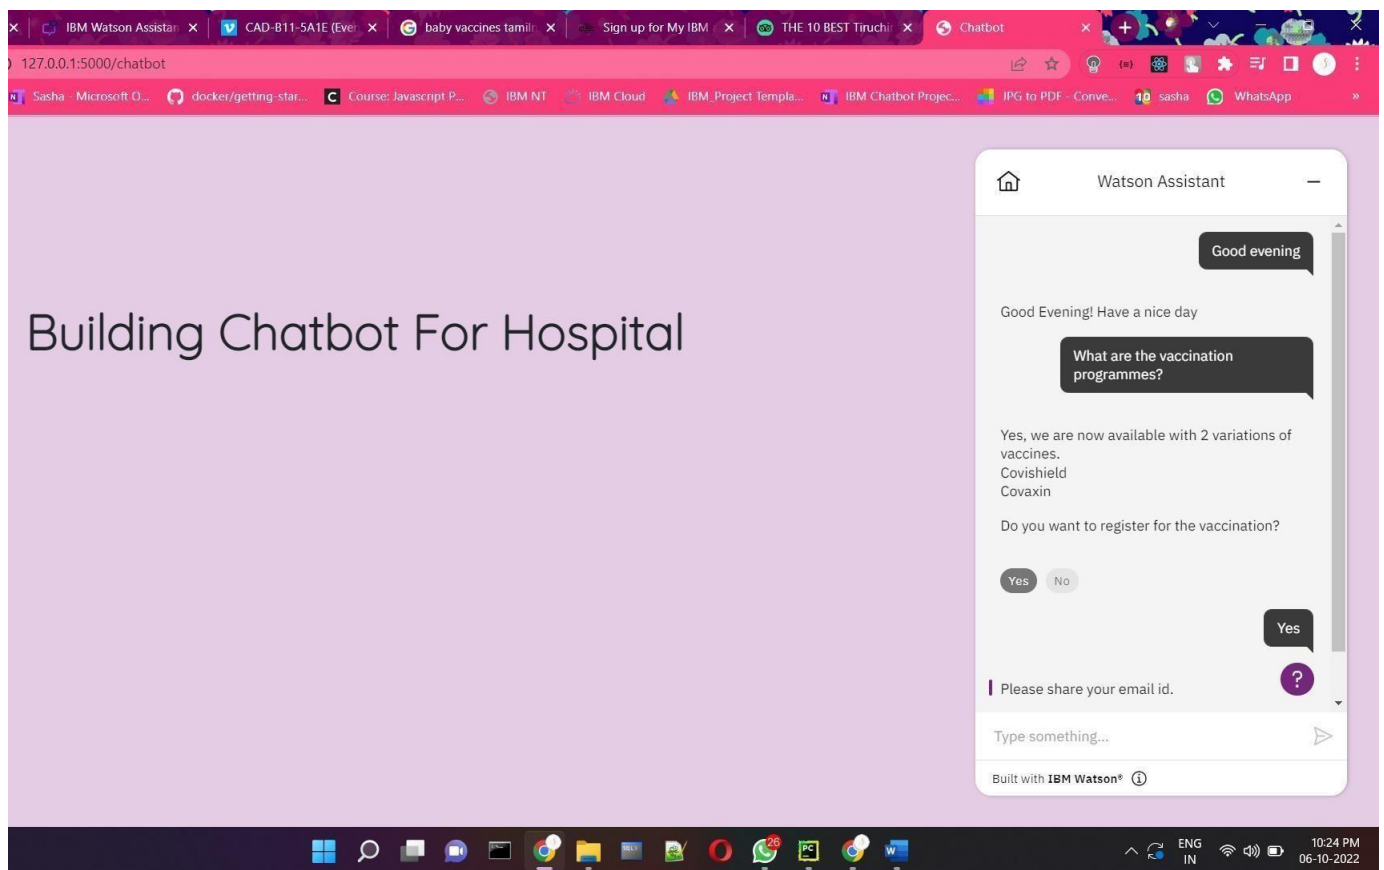 IBM Watson Assistan
CAD-B11-5A1E (Eve
baby vaccines tamiln
Sign up for My IBM
THE 10 BEST Tiruchi
Chatbot
127.0.0.1:5000/chatbot
Sasha - Microsoft O...
docker/getting-star...
Course: Javascript P...
IBM NT
IBM Cloud
IBM_Project Templa...
IBM Chatbot Projec...
JPG to PDF - Conve...
sasha
WhatsApp
»
Building Chatbot For Hospital
Watson Assistant
Good evening
Good Evening! Have a nice day
What are the vaccination
programmes?
Yes, we are now available with 2 variations of
vaccines.
Covishield
Covaxin
Do you want to register for the vaccination?
Yes No
Yes
Please share your email id.
?
Type something...
Built with IBM Watson®
26
PC
ENG
IN
10:24 PM
06-10-2022